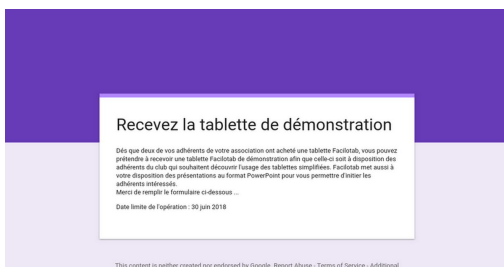 Recevez la tablette de démonstration
Dès que deux de vos adhérents de votre association ont acheté une tablette Facilotab, vous pouvez
prétendre à recevoir une tablette Facilotab de démonstration afin que celle-ci soit à disposition des
adhérents du club qui souhaitent découvrir l'usage des tablettes simplifiées. Facilotab met aussi à
votre disposition des présentations au format PowerPoint pour vous permettre d'initier les
adhérents intéressés.
Merci de remplir le formulaire ci-dessous ...
Date limite de l'opération : 30 juin 2018
This content is neither created nor endorsed by Google. Report Abuse - Terms of Service - Additional